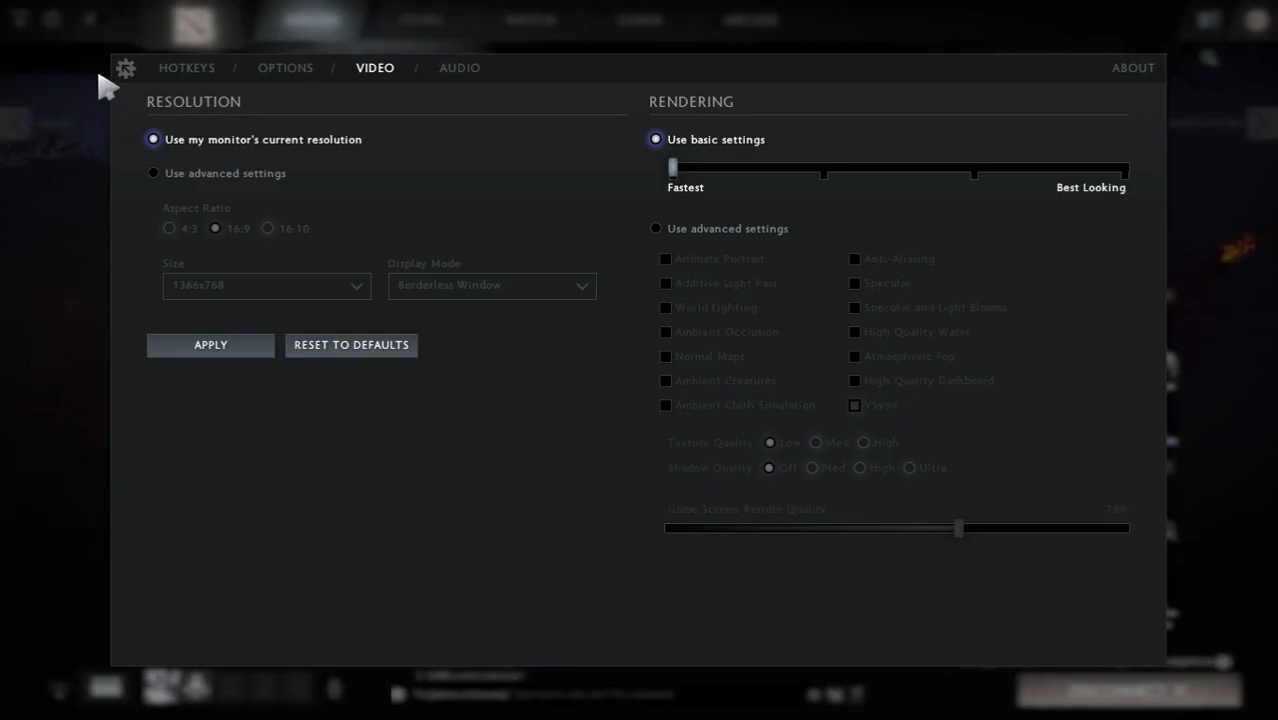 HOTKEYS / OPTIONS / VIDEO / AUDIO
ABOUT
RESOLUTION
Use my monitor's current resolution
Use advanced settings
Aspect Ratio
4:3 16:9 16:10
Size
Display Mode
1366x768
Borderless Window
APPLY
RESET TO DEFAULTS
RENDERING
Use basic settings
Fastest
Best Looking
Use advanced settings
Animate Portrait
Anti-Aliasing
Additive Light Pass
Specular
World Lighting
Specular and Light Blooms
Ambient Occlusion
High Quality Water
Normal Maps
Atmospheric Fog
Ambient Creatures
High Quality Dashboard
Ambient Cloth Simulation
VSync
Texture Quality Low Med High
Shadow Quality Off Med High Ultra
Game Screen Render Quality
78%